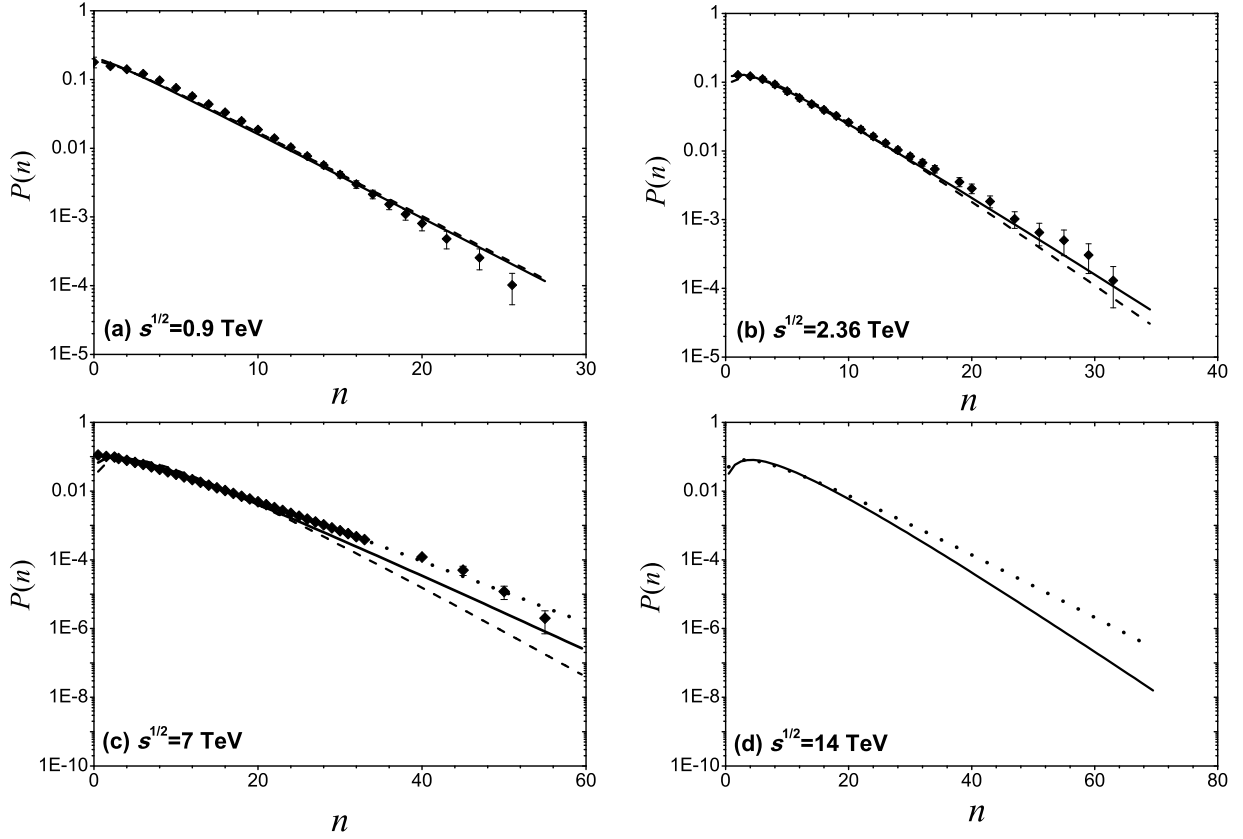 1
0.1
0.01
1E-3
1E-4
1E-5
P(n)
0 10 20 30
n
(a) s^1/2=0.9 TeV
1
0.1
0.01
1E-3
1E-4
1E-5
P(n)
0 10 20 30 40
n
(b) s^1/2=2.36 TeV
1
0.01
1E-4
1E-6
1E-8
1E-10
P(n)
0 20 40 60
n
(c) s^1/2=7 TeV
1
0.01
1E-4
1E-6
1E-8
1E-10
P(n)
0 20 40 60 80
n
(d) s^1/2=14 TeV